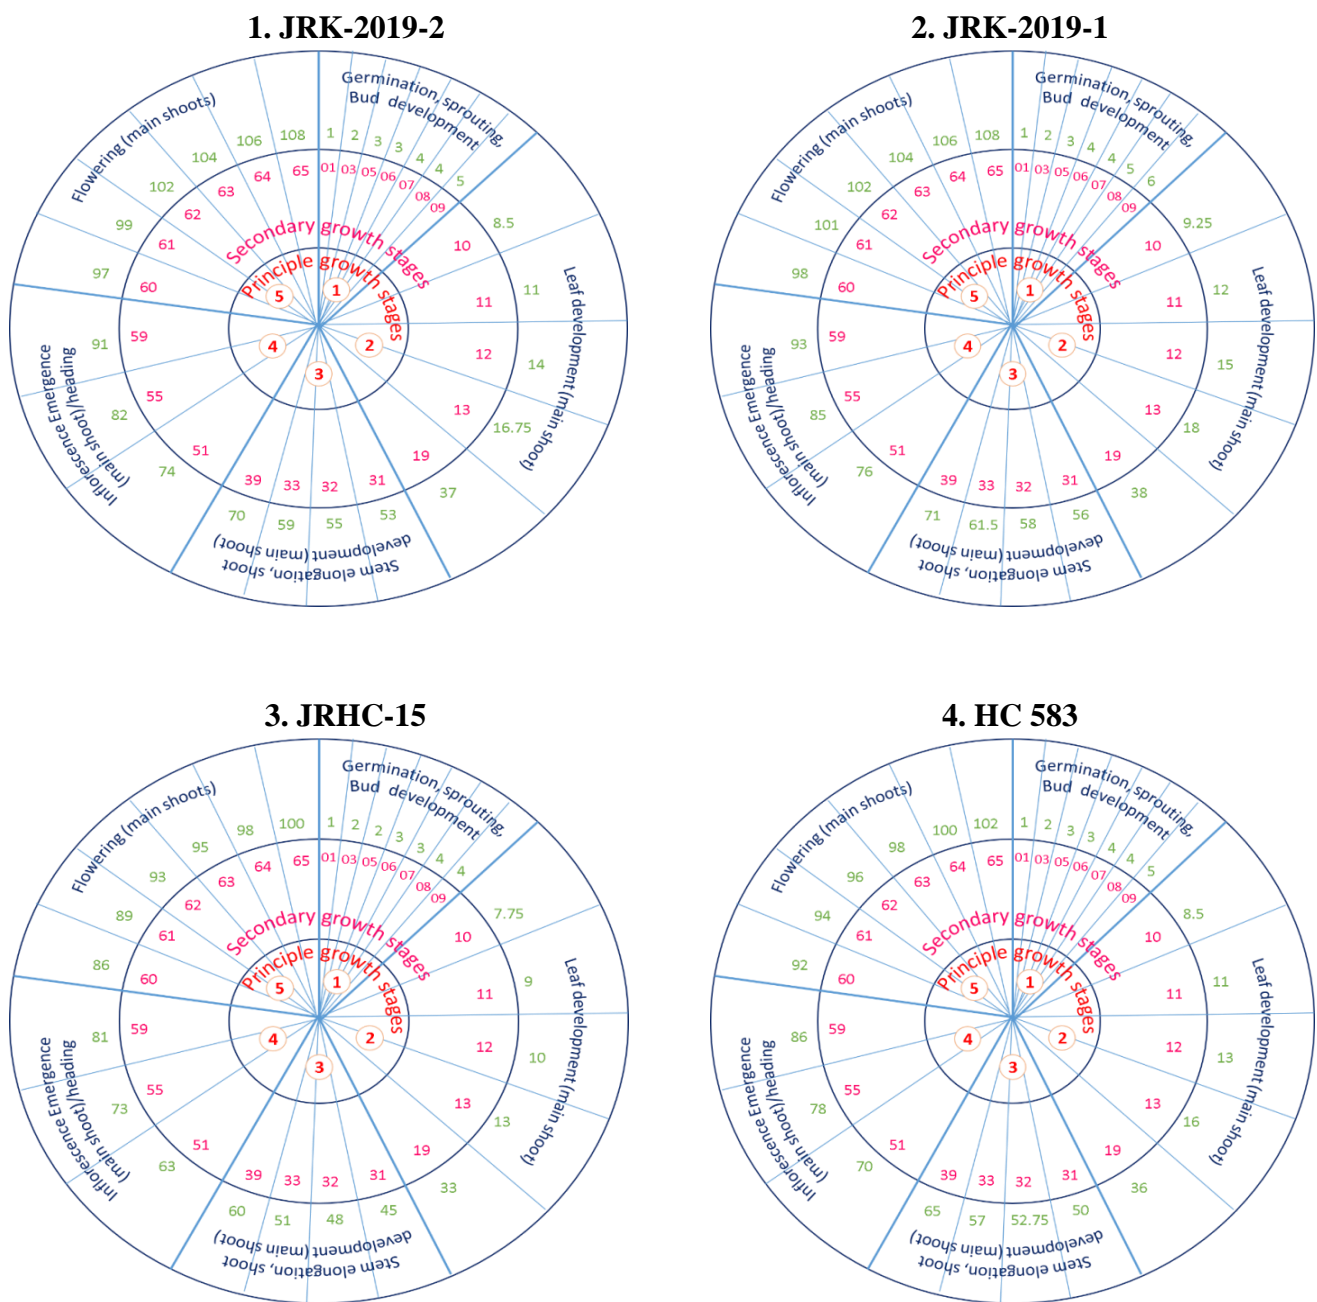 1. JRK-2019-2
Germination, sprouting,
Bud development
Leaf development (main shoot)
Stem elongation, shoot
development (main shoot)
Inflorescence Emergence
(main shoot)/heading
Flowering (main shoots)
1 2 3 3 4 4 5
8.5 11 14 16.75 37
53 55 59 70
74 82 91
97 99 102 104 106 108
01 03 05 06 07 08 09
10 11 12 13 19
31 32 33 39
51 55 59
60 61 62 63 64 65
Secondary growth stages
Principle growth stages
1 2 3 4 5
2. JRK-2019-1
Germination, sprouting,
Bud development
Leaf development (main shoot)
Stem elongation, shoot
development (main shoot)
Inflorescence Emergence
(main shoot)/heading
Flowering (main shoots)
1 2 3 4 4 5 6
9.25 12 15 18 38
56 58 61.5 71
76 85 93
98 101 102 104 106 108
01 03 05 06 07 08 09
10 11 12 13 19
31 32 33 39
51 55 59
60 61 62 63 64 65
Secondary growth stages
Principle growth stages
1 2 3 4 5
3. JRHC-15
Germination, sprouting,
Bud development
Leaf development (main shoot)
Stem elongation, shoot
development (main shoot)
Inflorescence Emergence
(main shoot)/heading
Flowering (main shoots)
1 2 2 3 3 4 4
7.75 9 10 13 33
45 48 51 60
63 73 81
86 89 93 95 98 100
01 03 05 06 07 08 09
10 11 12 13 19
31 32 33 39
51 55 59
60 61 62 63 64 65
Secondary growth stages
Principle growth stages
1 2 3 4 5
4. HC 583
Germination, sprouting,
Bud development
Leaf development (main shoot)
Stem elongation, shoot
development (main shoot)
Inflorescence Emergence
(main shoot)/heading
Flowering (main shoots)
1 2 3 3 4 4 5
8.5 11 13 16 36
50 52.75 57 65
70 78 86
92 94 96 98 100 102
01 03 05 06 07 08 09
10 11 12 13 19
31 32 33 39
51 55 59
60 61 62 63 64 65
Secondary growth stages
Principle growth stages
1 2 3 4 5